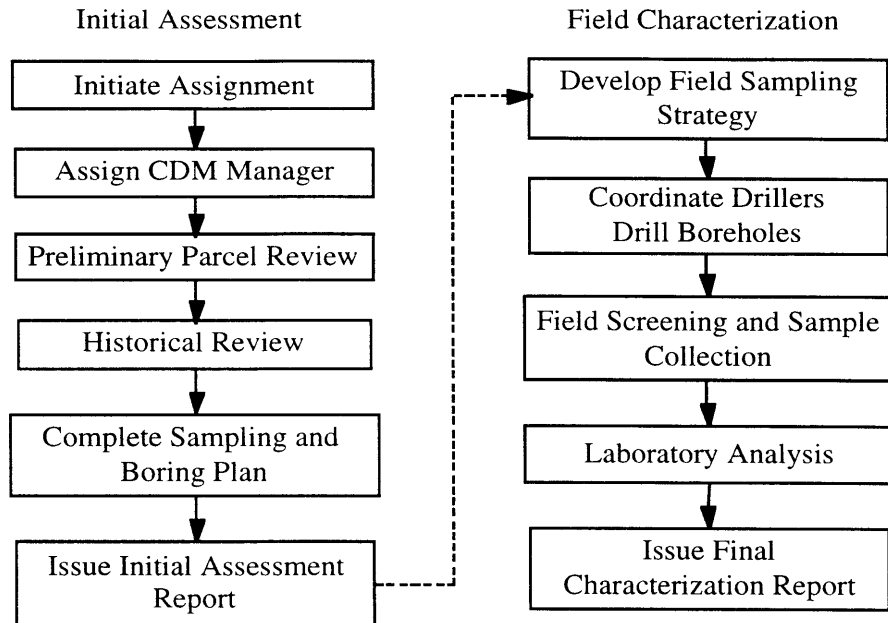 Initial Assessment
Initiate Assignment
Assign CDM Manager
Preliminary Parcel Review
Historical Review
Complete Sampling and
Boring Plan
Issue Initial Assessment
Report
Field Characterization
Develop Field Sampling
Strategy
Coordinate Drillers
Drill Boreholes
Field Screening and Sample
Collection
Laboratory Analysis
Issue Final
Characterization Report